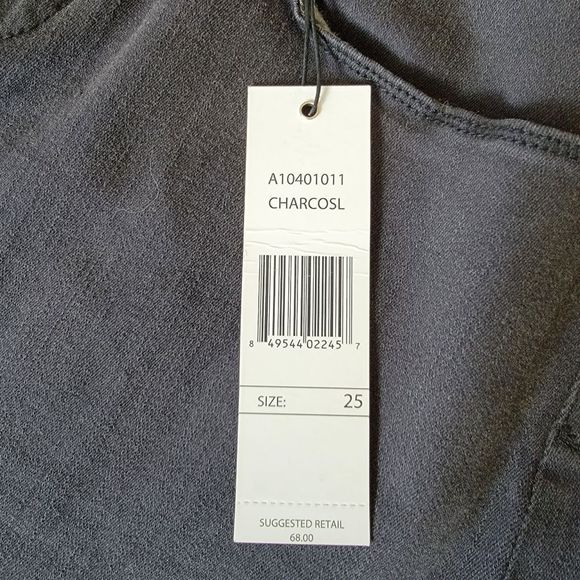 A10401011
CHARCOSL
8 49544 02245 7
SIZE: 25
SUGGESTED RETAIL
68.00